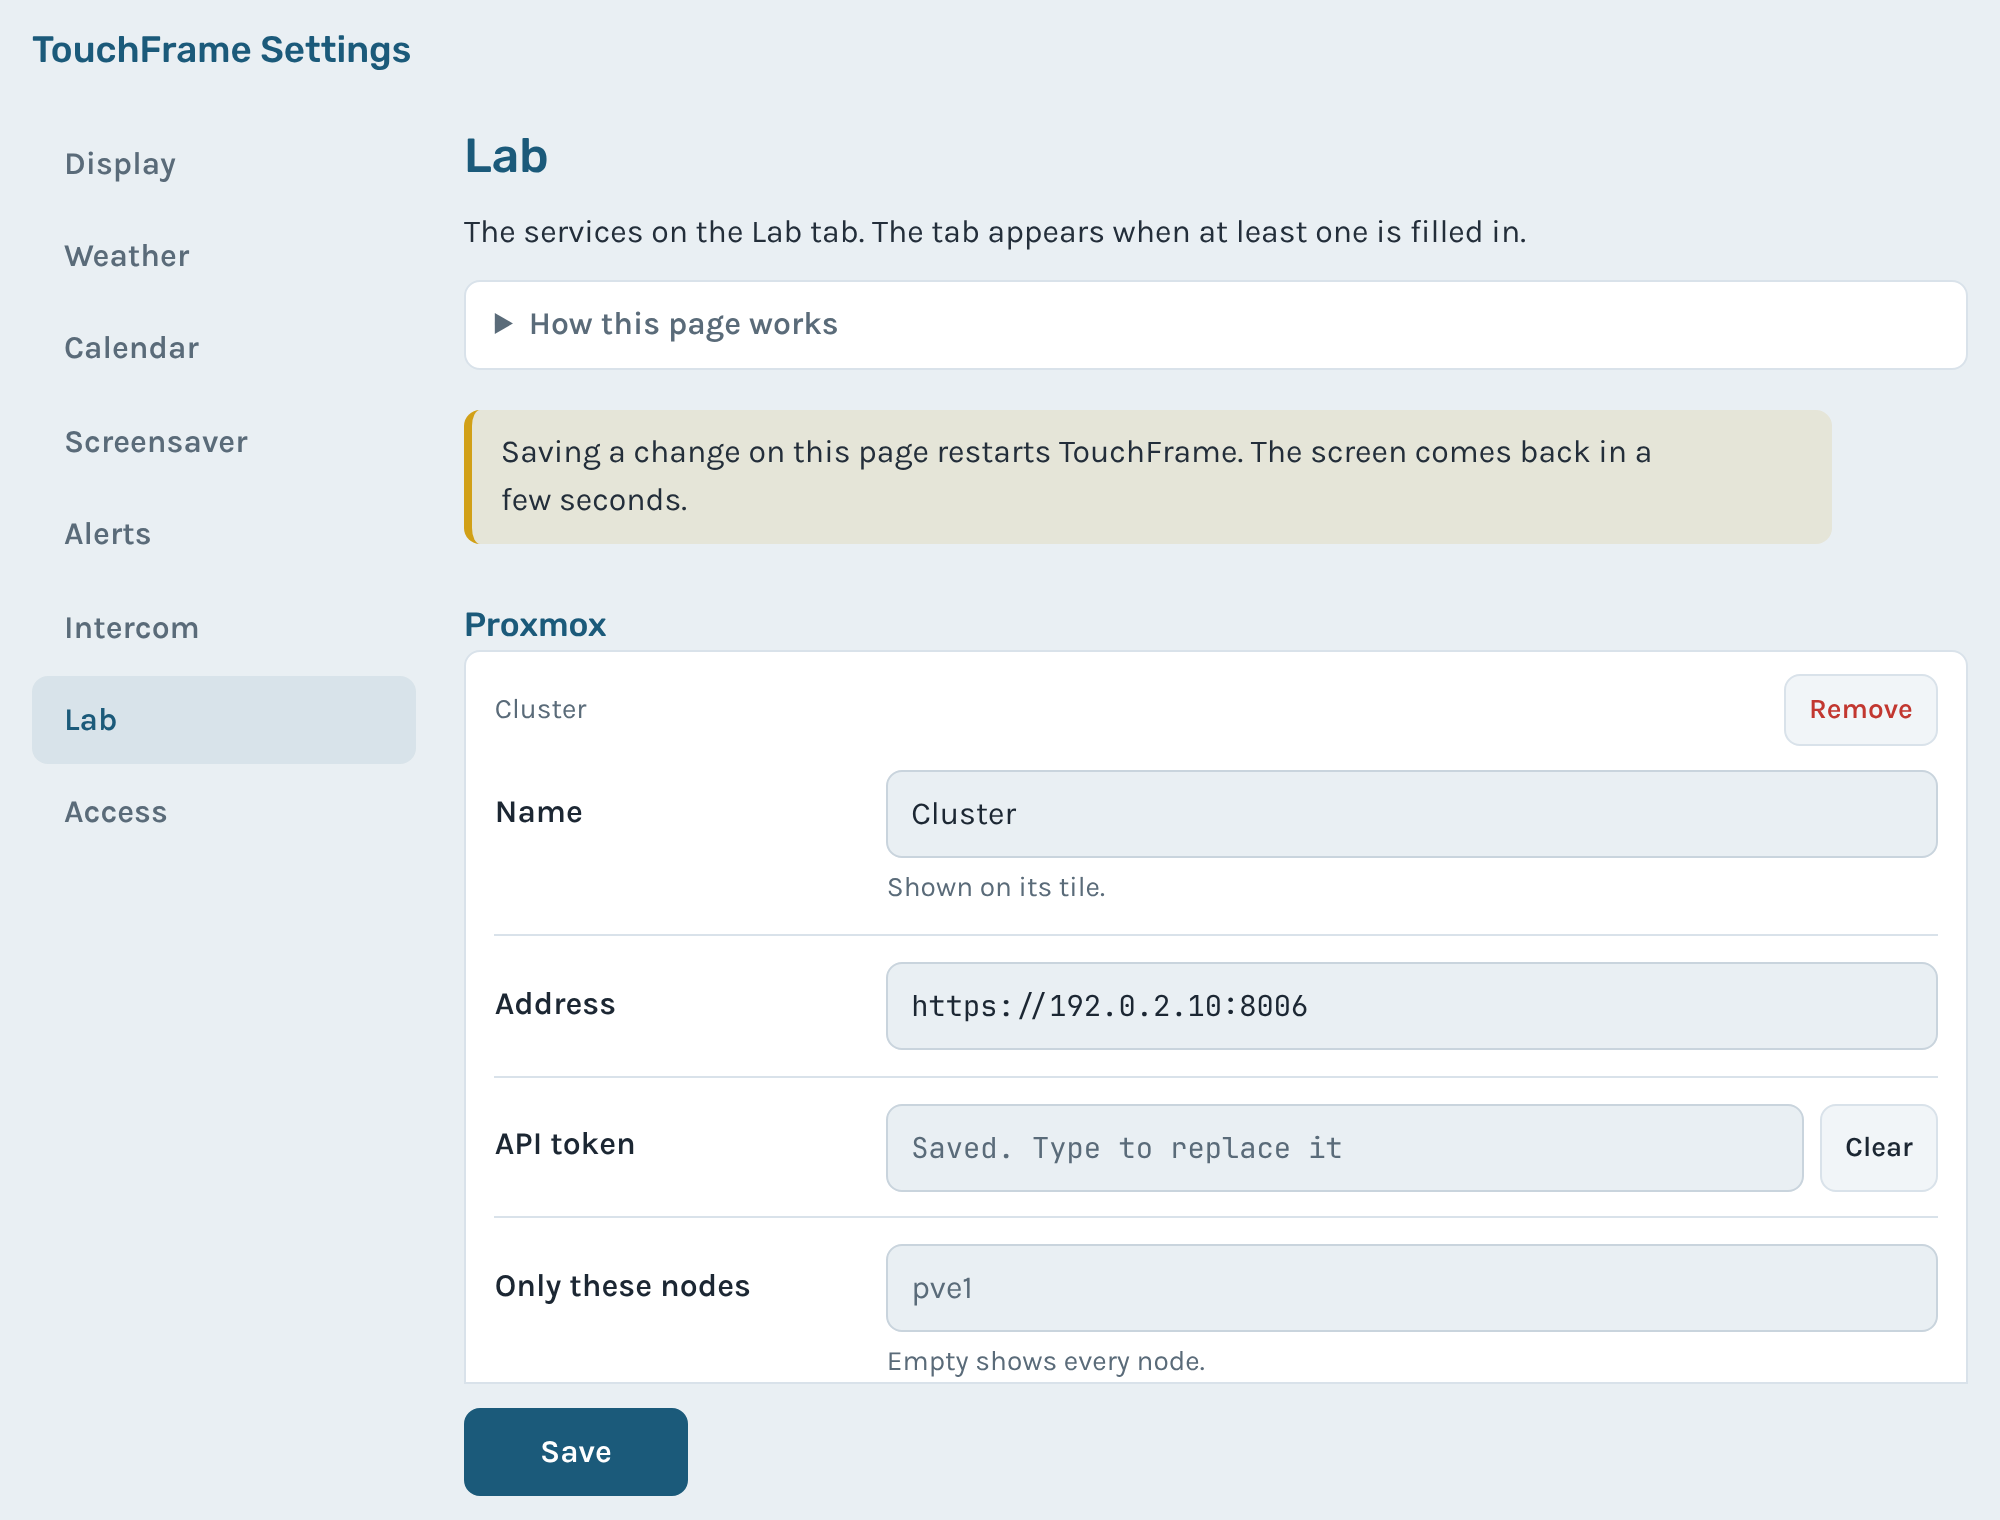 TouchFrame Settings
Display
Weather
Calendar
Screensaver
Alerts
Intercom
Lab
Access
Lab
The services on the Lab tab. The tab appears when at least one is filled in.
▶ How this page works
Saving a change on this page restarts TouchFrame. The screen comes back in a
few seconds.
Proxmox
Cluster
Remove
Name
Cluster
Shown on its tile.
Address
https://192.0.2.10:8006
API token
Saved. Type to replace it
Clear
Only these nodes
pve1
Empty shows every node.
Save